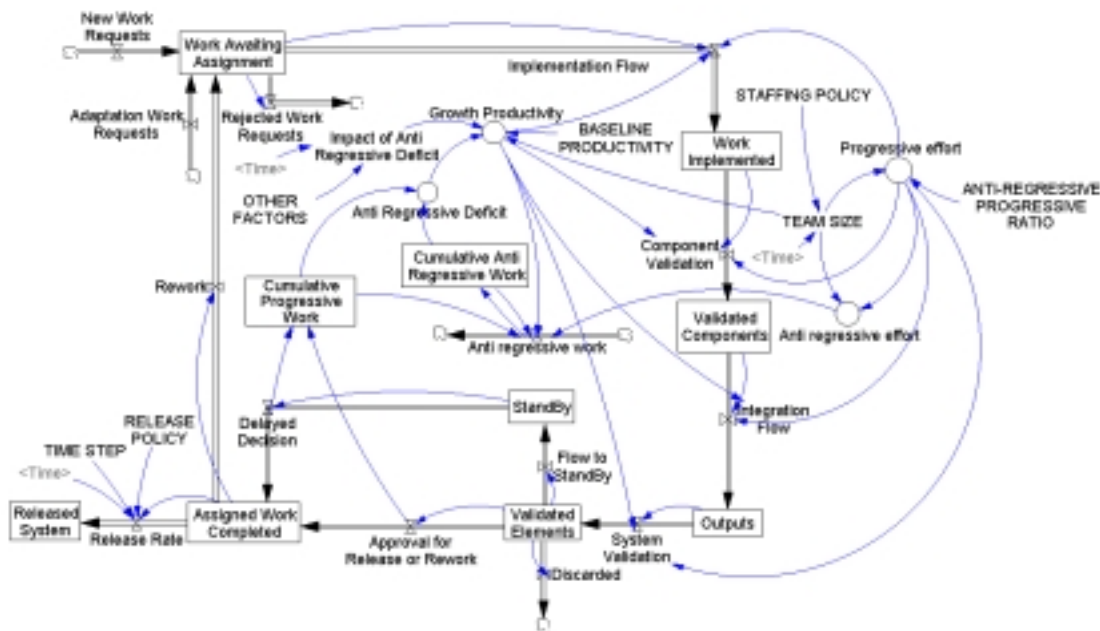 New Work
Requests
Work Awaiting
Assignment
Implementation Flow
Adaptation Work
Requests
Rejected Work
Requests
Growth Productivity
STAFFING POLICY
Impact of Anti
Regressive Deficit
<Time>
BASELINE
PRODUCTIVITY
Work
Implemented
Progressive effort
OTHER
FACTORS
Anti Regressive Deficit
ANTI-REGRESSIVE
PROGRESSIVE
RATIO
TEAM SIZE
Component
Validation
<Time>
Cumulative Anti
Regressive Work
Rework
Cumulative
Progressive
Work
Validated
Components
Anti regressive effort
Anti regressive work
StandBy
Integration
Flow
Delayed
Decision
RELEASE
POLICY
TIME STEP
<Time>
Flow to
StandBy
Released
System
Release Rate
Assigned Work
Completed
Approval for
Release or Rework
Validated
Elements
System
Validation
Outputs
Discarded